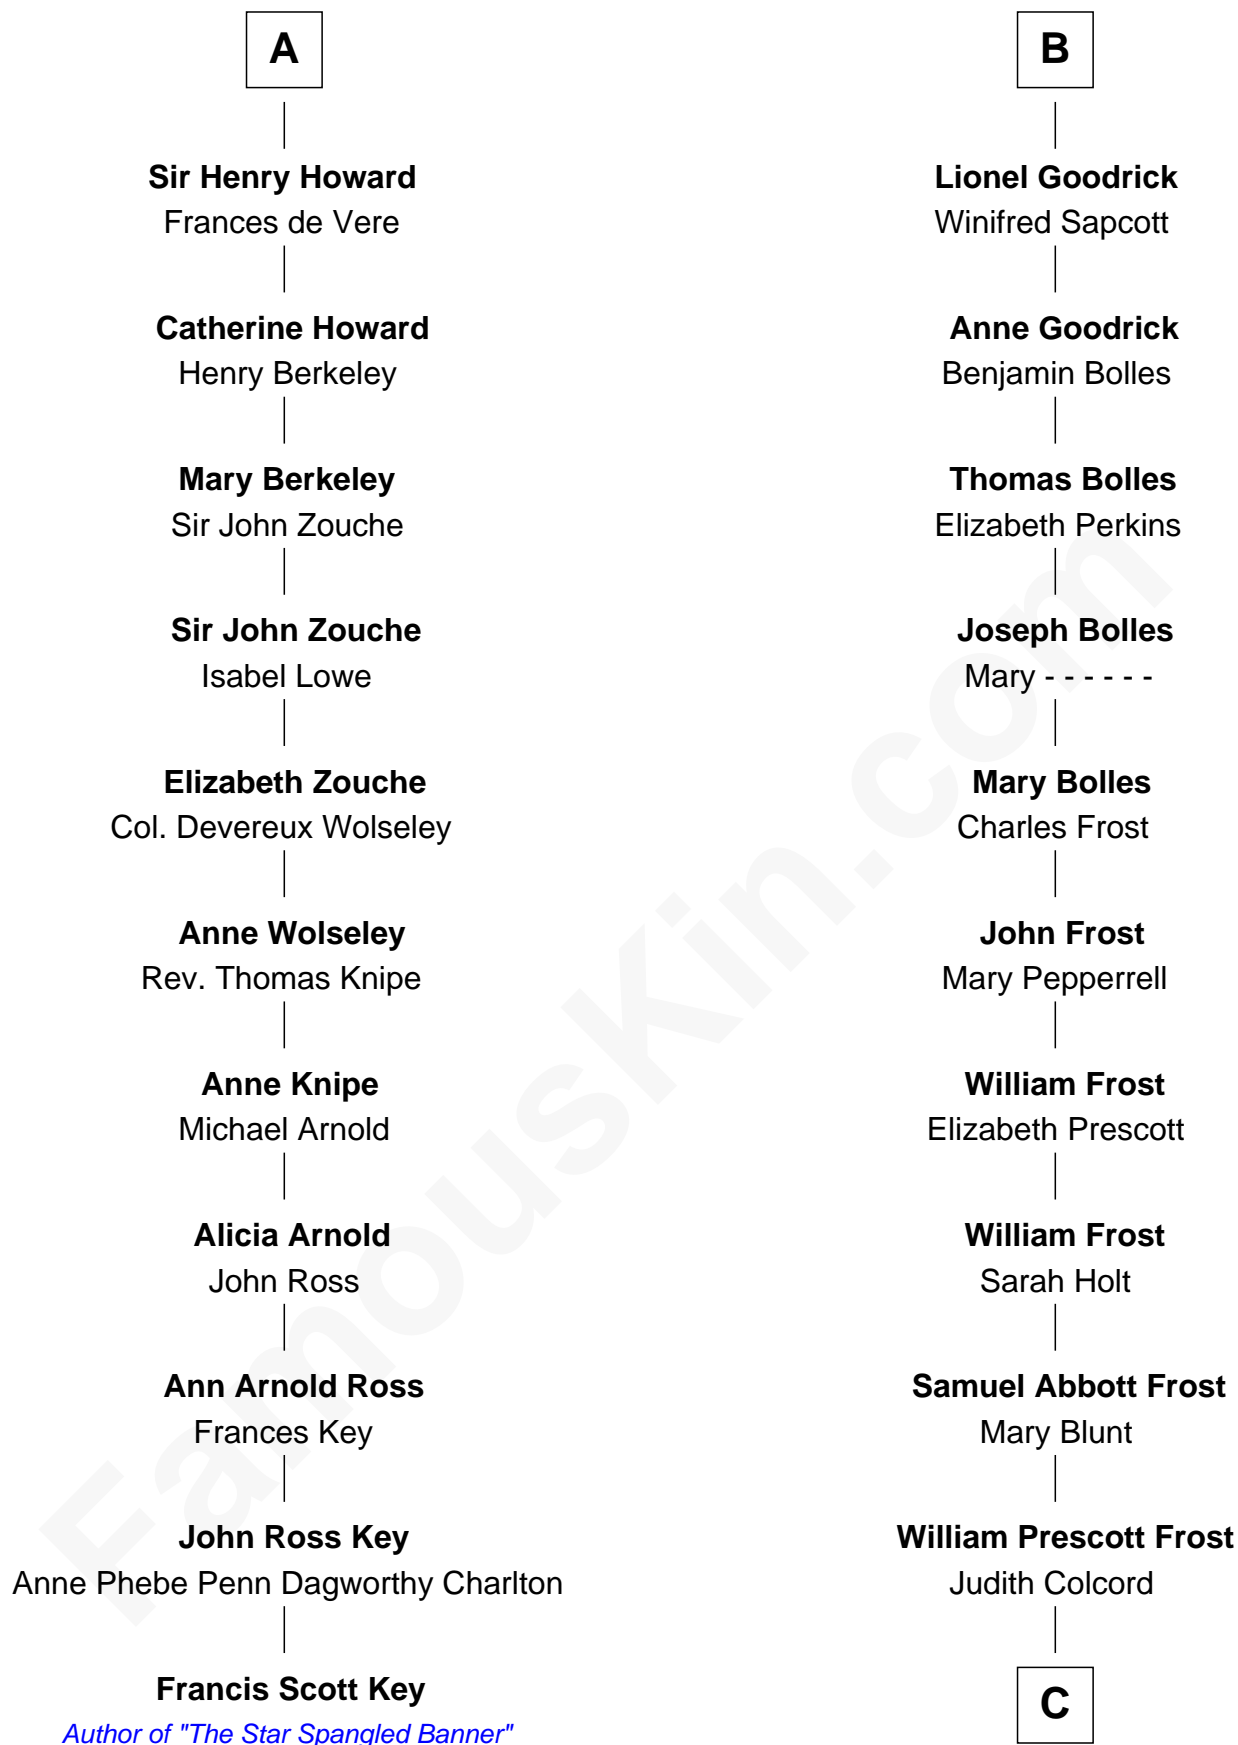 A
Sir Henry Howard
Frances de Vere
Catherine Howard
Henry Berkeley
Mary Berkeley
Sir John Zouche
Sir John Zouche
Isabel Lowe
Elizabeth Zouche
Col. Devereux Wolseley
Anne Wolseley
Rev. Thomas Knipe
Anne Knipe
Michael Arnold
Alicia Arnold
John Ross
Ann Arnold Ross
Frances Key
John Ross Key
Anne Phebe Penn Dagworthy Charlton
Francis Scott Key
Author of "The Star Spangled Banner"
B
Lionel Goodrick
Winifred Sapcott
Anne Goodrick
Benjamin Bolles
Thomas Bolles
Elizabeth Perkins
Joseph Bolles
Mary - - - - - -
Mary Bolles
Charles Frost
John Frost
Mary Pepperrell
William Frost
Elizabeth Prescott
William Frost
Sarah Holt
Samuel Abbott Frost
Mary Blunt
William Prescott Frost
Judith Colcord
C
FamousKin.com